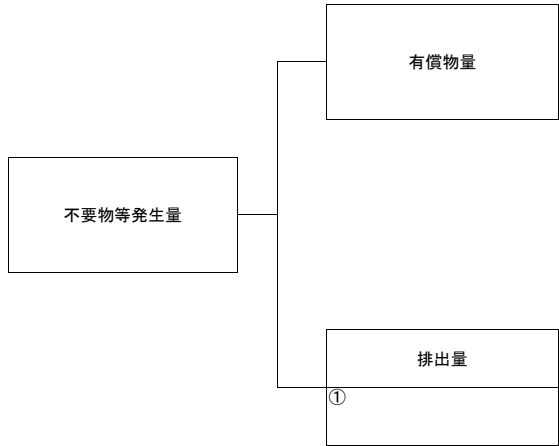 有償物量
不要物等発生量
排出量
①